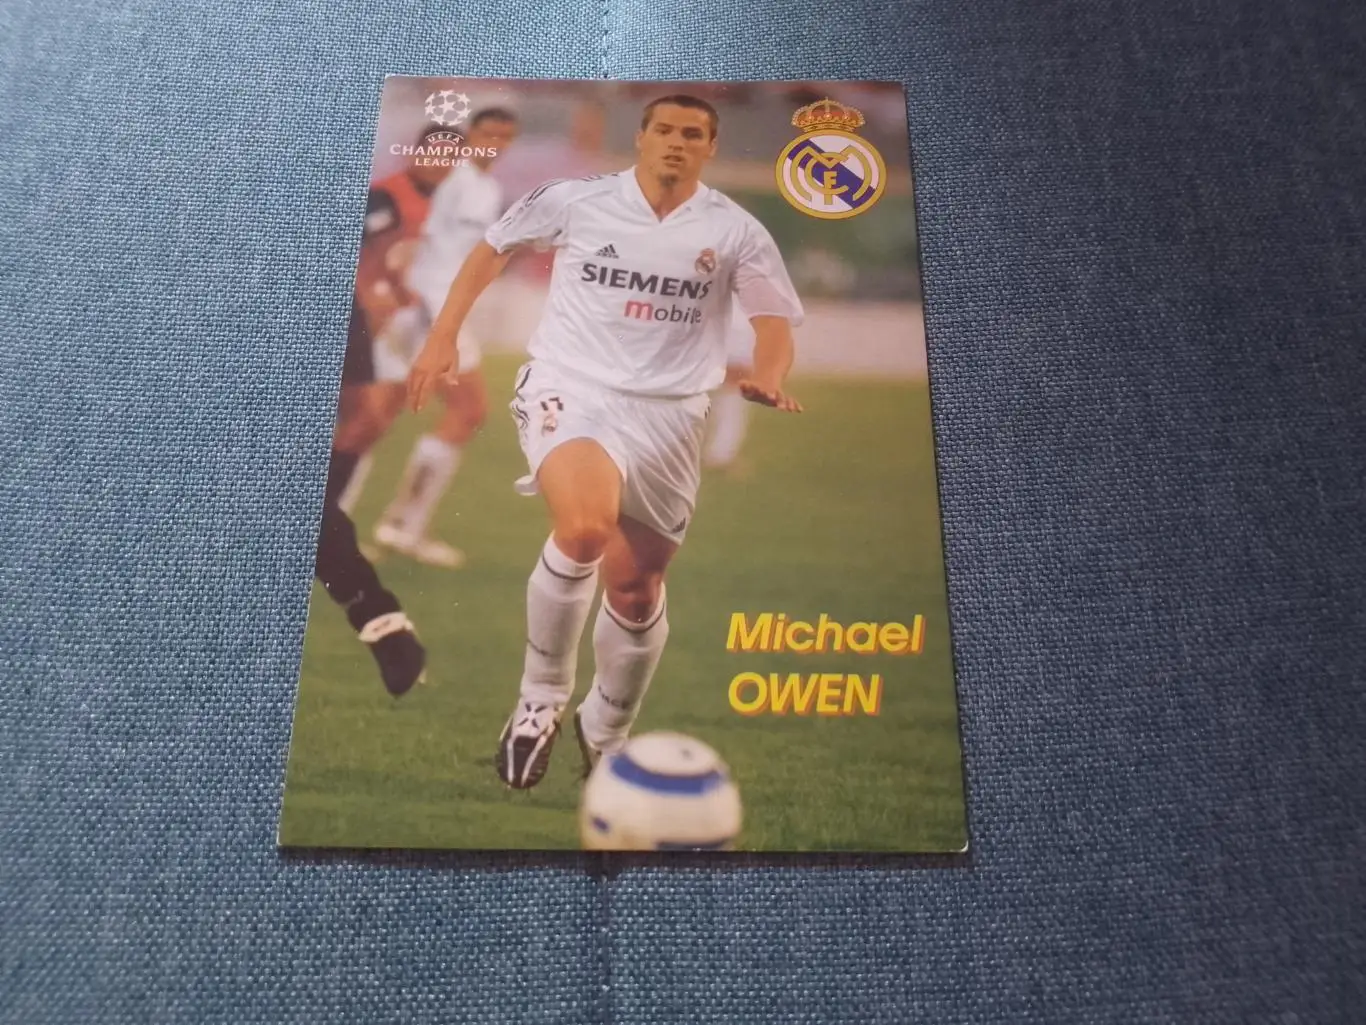 UEFA
CHAMPIONS
LEAGUE
SIEMENS
mobile
Michael
OWEN